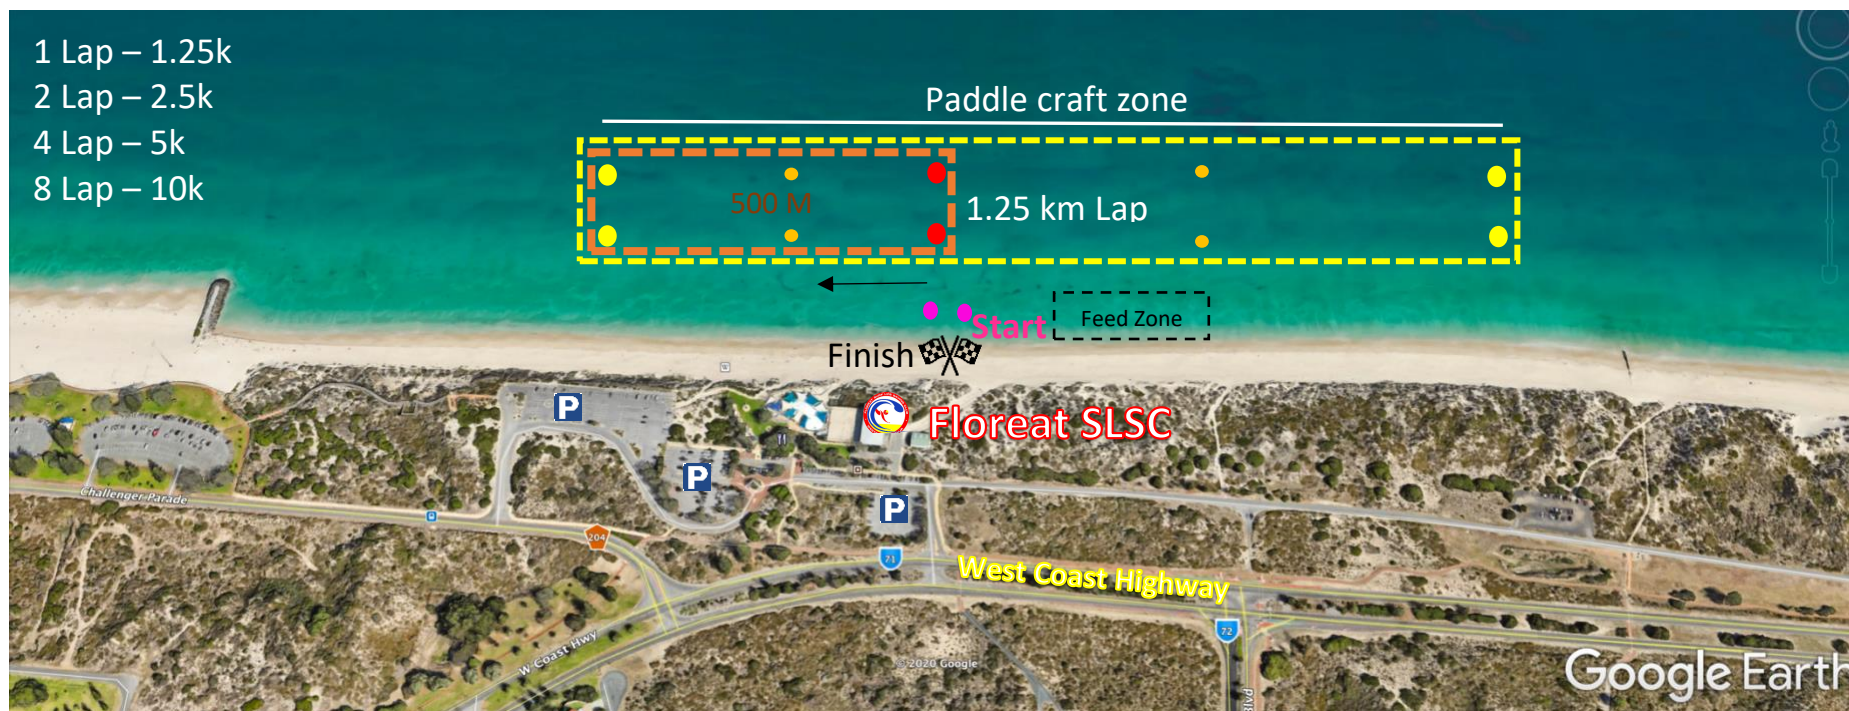 1 Lap – 1.25k
2 Lap – 2.5k
4 Lap – 5k
8 Lap – 10k
Paddle craft zone
500 M
1.25 km Lap
Start
Feed Zone
Finish
P
Floreat SLSC
P
P
Challenger Parade
204
71
West Coast Highway
72
W Coast Hwy
© 2020 Google
Google Earth
Blvd